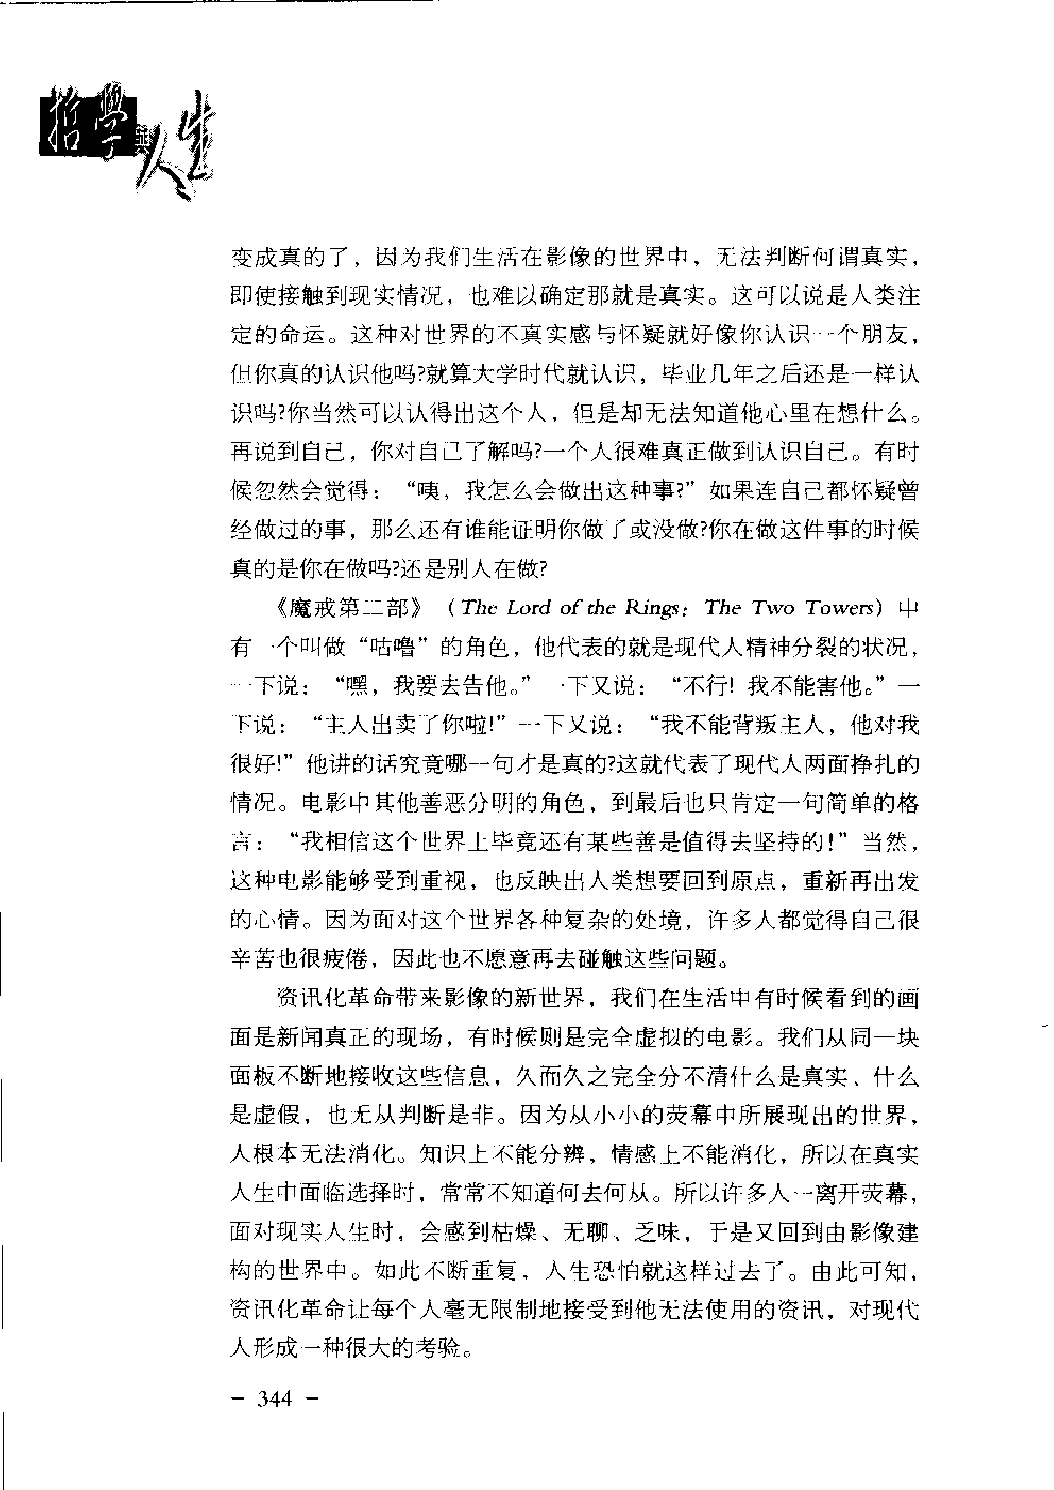 哲學與人生
变成真的了，因为我们生活在影像的世界中，无法判断何谓真实，
即使接触到现实情况，也难以确定那就是真实。这可以说是人类注
定的命运。这种对世界的不真实感与怀疑就好像你认识一个朋友，
但你真的认识他吗?就算大学时代就认识，毕业几年之后还是一样认
识吗?你当然可以认得出这个人，但是却无法知道他心里在想什么。
再说到自己，你对自己了解吗?一个人很难真正做到认识自己。有时
候忽然会觉得：“咦，我怎么会做出这种事?”如果连自己都怀疑曾
经做过的事，那么还有谁能证明你做了或没做?你在做这件事的时候
真的是你在做吗?还是别人在做?
《魔戒第二部》（The Lord of the Rings：The Two Towers）中
有一个叫做“咕噜”的角色，他代表的就是现代人精神分裂的状况，
一下说：“嘿，我要去告他。”一下又说：“不行！我不能害他。”一
下说：“主人出卖了你啦!”一下又说：“我不能背叛主人，他对我
很好!”他讲的话究竟哪一句才是真的?这就代表了现代人两面挣扎的
情况。电影中其他善恶分明的角色，到最后也只肯定一句简单的格
言：“我相信这个世界上毕竟还有某些善是值得去坚持的!”当然，
这种电影能够受到重视，也反映出人类想要回到原点，重新再出发
的心情。因为面对这个世界各种复杂的处境，许多人都觉得自己很
辛苦也很疲倦，因此也不愿意再去碰触这些问题。
资讯化革命带来影像的新世界，我们在生活中有时候看到的画
面是新闻真正的现场，有时候则是完全虚拟的电影。我们从同一块
面板不断地接收这些信息，久而久之完全分不清什么是真实、什么
是虚假，也无从判断是非。因为从小小的荧幕中所展现出的世界，
人根本无法消化。知识上不能分辨，情感上不能消化，所以在真实
人生中面临选择时，常常不知道何去何从。所以许多人一离开荧幕，
面对现实人生时，会感到枯燥、无聊、乏味，于是又回到由影像建
构的世界中。如此不断重复，人生恐怕就这样过去了。由此可知，
资讯化革命让每个人毫无限制地接受到他无法使用的资讯，对现代
人形成一种很大的考验。
- 344 -